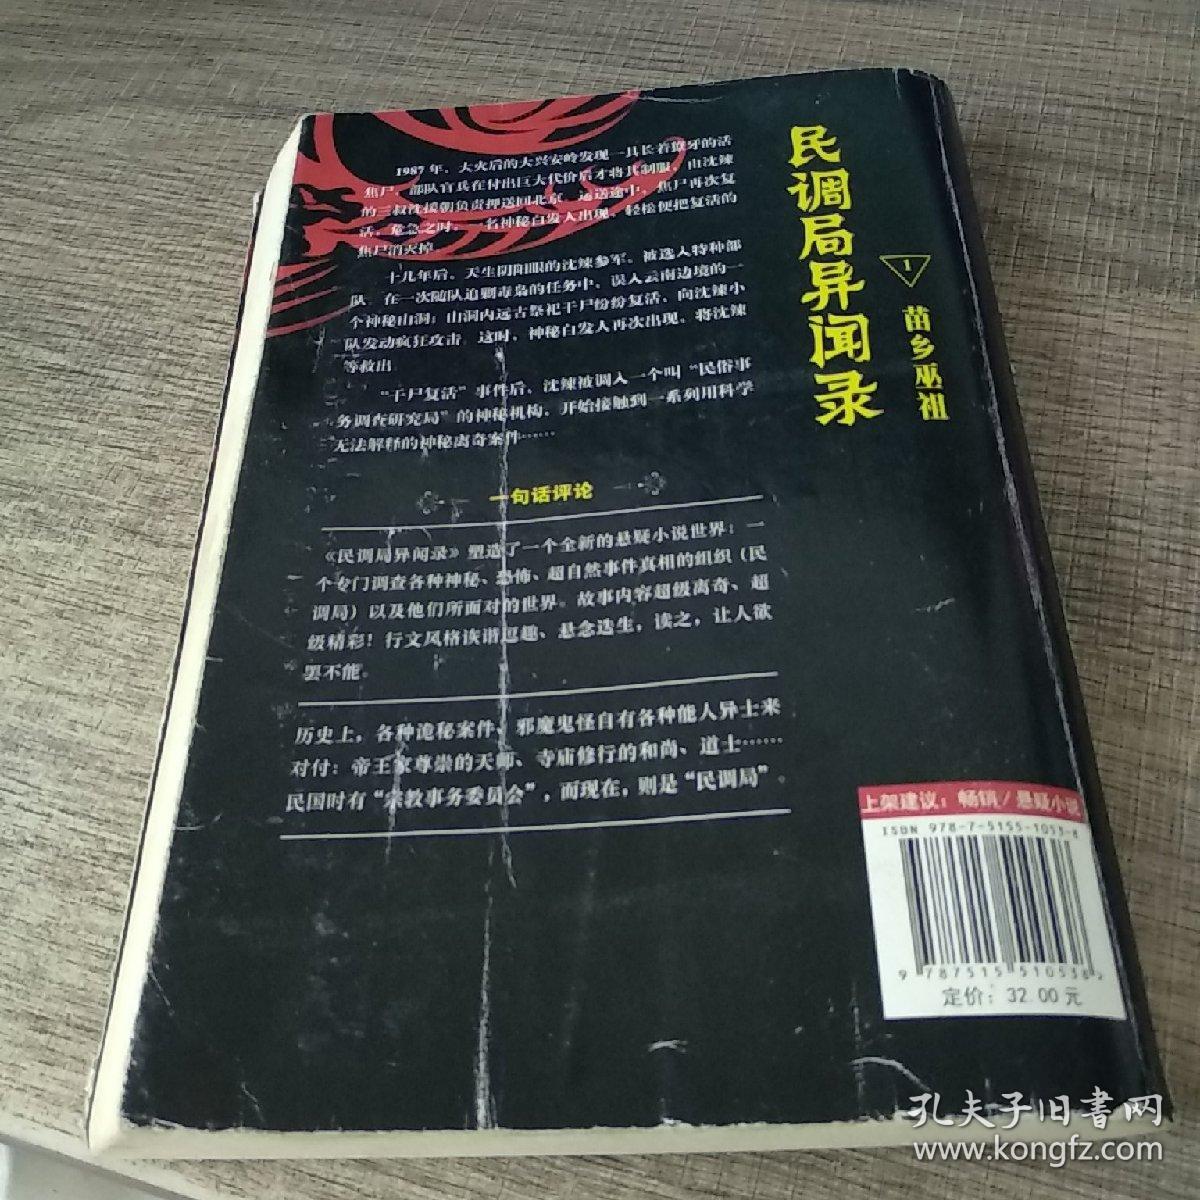 民调局异闻录
1
苗乡巫祖
1987年，大火后的大兴安岭发现一具长着獠牙的活
焦尸，部队官兵在付出巨大代价后才将其制服，由沈辣
的三叔沈援朝负责押送回北京。运送途中，焦尸再次复
活，危急之时，一名神秘白发人出现，轻松便把复活的
焦尸消灭掉。
十几年后，天生阴阳眼的沈辣参军，被选入特种部
队。在一次随队追剿毒枭的任务中，误入云南边境的一
个神秘山洞；山洞内远古祭祀干尸纷纷复活，向沈辣小
队发动疯狂攻击。这时，神秘白发人再次出现，将沈辣
等救出。
“干尸复活”事件后，沈辣被调入一个叫“民俗事
务调查研究局”的神秘机构，开始接触到一系列用科学
无法解释的神秘离奇案件……
一句话评论
《民调局异闻录》塑造了一个全新的悬疑小说世界：一
个专门调查各种神秘、恐怖、超自然事件真相的组织（民
调局）以及他们所面对的世界。故事内容超级离奇、超
级精彩！行文风格诙谐逗趣、悬念迭生，读之，让人欲
罢不能。
历史上，各种诡秘案件、邪魔鬼怪自有各种能人异士来
对付：帝王家尊崇的天师、寺庙修行的和尚、道士……
民国时有“宗教事务委员会”，而现在，则是“民调局”。
上架建议：畅销/悬疑小说
ISBN 978-7-5155-1053-8
9 787515 510538
定价：32.00元
孔夫子旧书网
www.kongfz.com